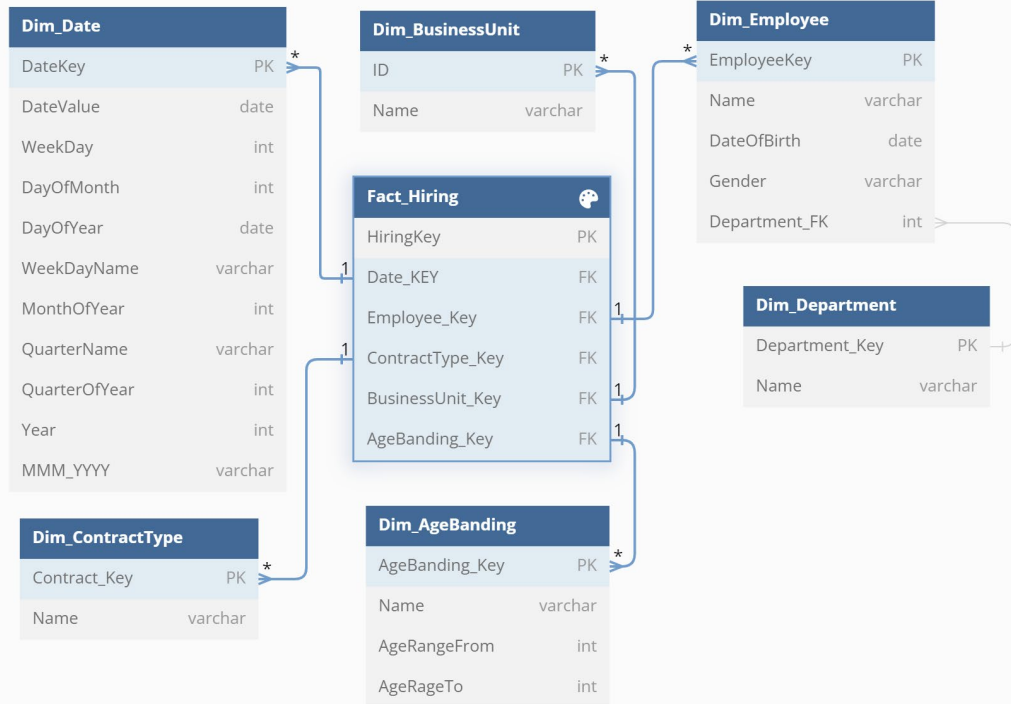 Dim_Date
DateKey PK
DateValue date
WeekDay int
DayOfMonth int
DayOfYear date
WeekDayName varchar
MonthOfYear int
QuarterName varchar
QuarterOfYear int
Year int
MMM_YYYY varchar
*
Dim_BusinessUnit
ID PK
Name varchar
*
Dim_Employee
EmployeeKey PK
Name varchar
DateOfBirth date
Gender varchar
Department_FK int
*
Fact_Hiring
HiringKey PK
1 Date_KEY FK
Employee_Key FK 1
1 ContractType_Key FK
BusinessUnit_Key FK 1
AgeBanding_Key FK 1
Dim_Department
Department_Key PK
Name varchar
Dim_ContractType
Contract_Key PK
Name varchar
*
Dim_AgeBanding
AgeBanding_Key PK
Name varchar
AgeRangeFrom int
AgeRageTo int
*